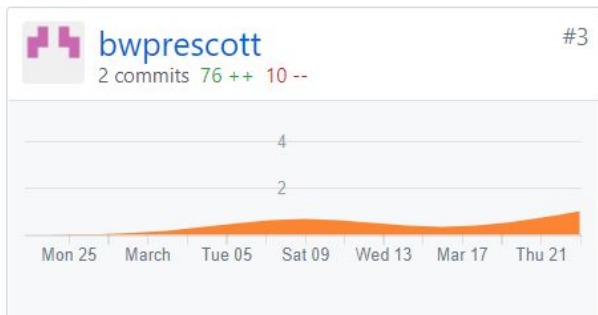 bwprescott #3
2 commits 76 ++ 10 --
4
2
Mon 25 March Tue 05 Sat 09 Wed 13 Mar 17 Thu 21